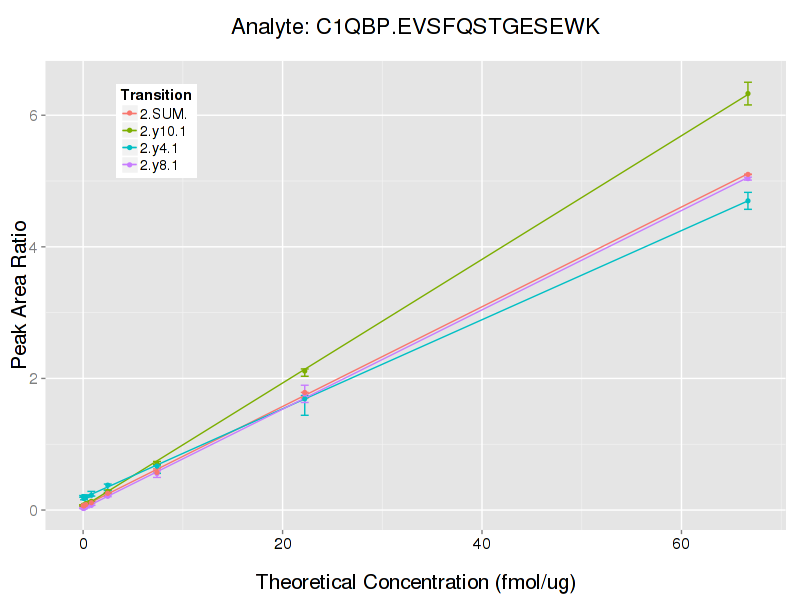 Analyte: C1QBP.EVSFQSTGESEWK
Transition
2.SUM.
2.y10.1
2.y4.1
2.y8.1
Peak Area Ratio
6
4
2
0
0 20 40 60
Theoretical Concentration (fmol/ug)